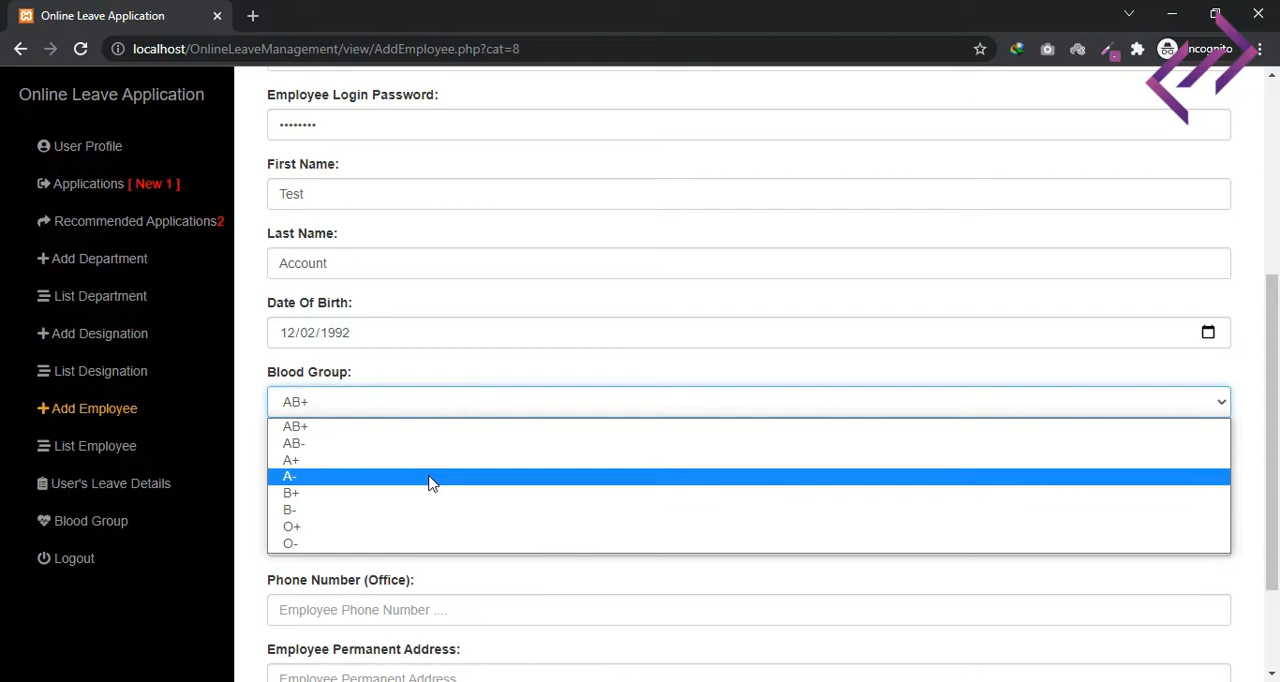 Online Leave Application
localhost/OnlineLeaveManagement/view/AddEmployee.php?cat=8
Incognito
Online Leave Application
User Profile
Applications [ New 1 ]
Recommended Applications2
Add Department
List Department
Add Designation
List Designation
Add Employee
List Employee
User's Leave Details
Blood Group
Logout
Employee Login Password:
••••••••
First Name:
Test
Last Name:
Account
Date Of Birth:
12/02/1992
Blood Group:
AB+
AB+
AB-
A+
A-
B+
B-
O+
O-
Phone Number (Office):
Employee Phone Number ....
Employee Permanent Address:
Employee Permanent Address